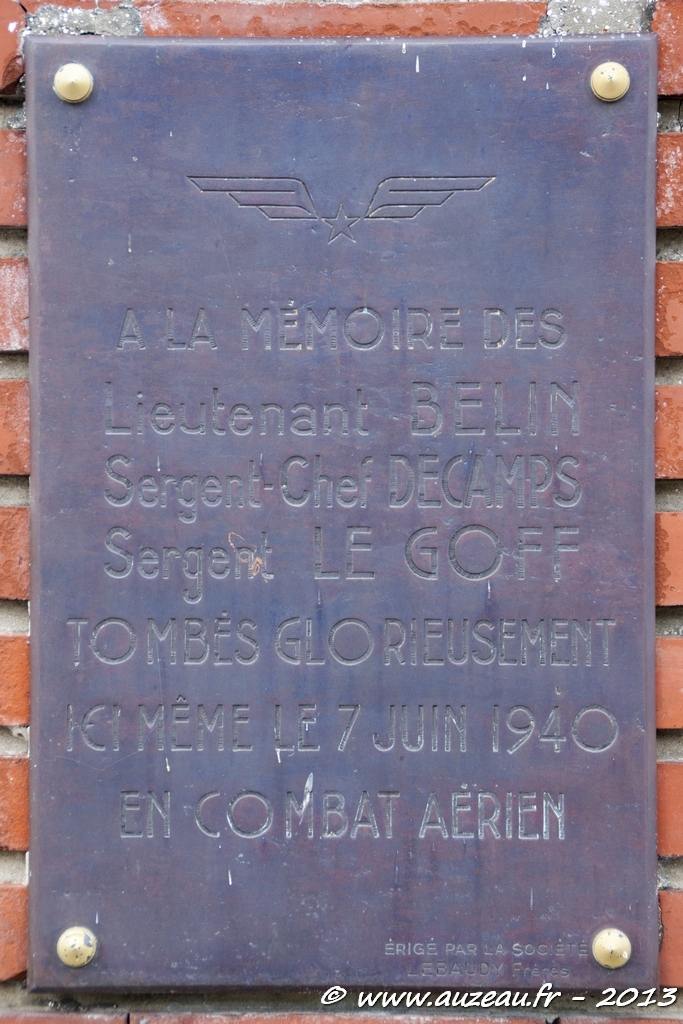 A LA MÉMOIRE DES
Lieutenant BELIN
Sergent-Chef DECAMPS
Sergent LE GOFF
TOMBÉS GLORIEUSEMENT
ICI MÊME LE 7 JUIN 1940
EN COMBAT AÉRIEN
ÉRIGÉ PAR LA SOCIÉTÉ
LEBAUDY Frères
© www.auzeau.fr - 2013